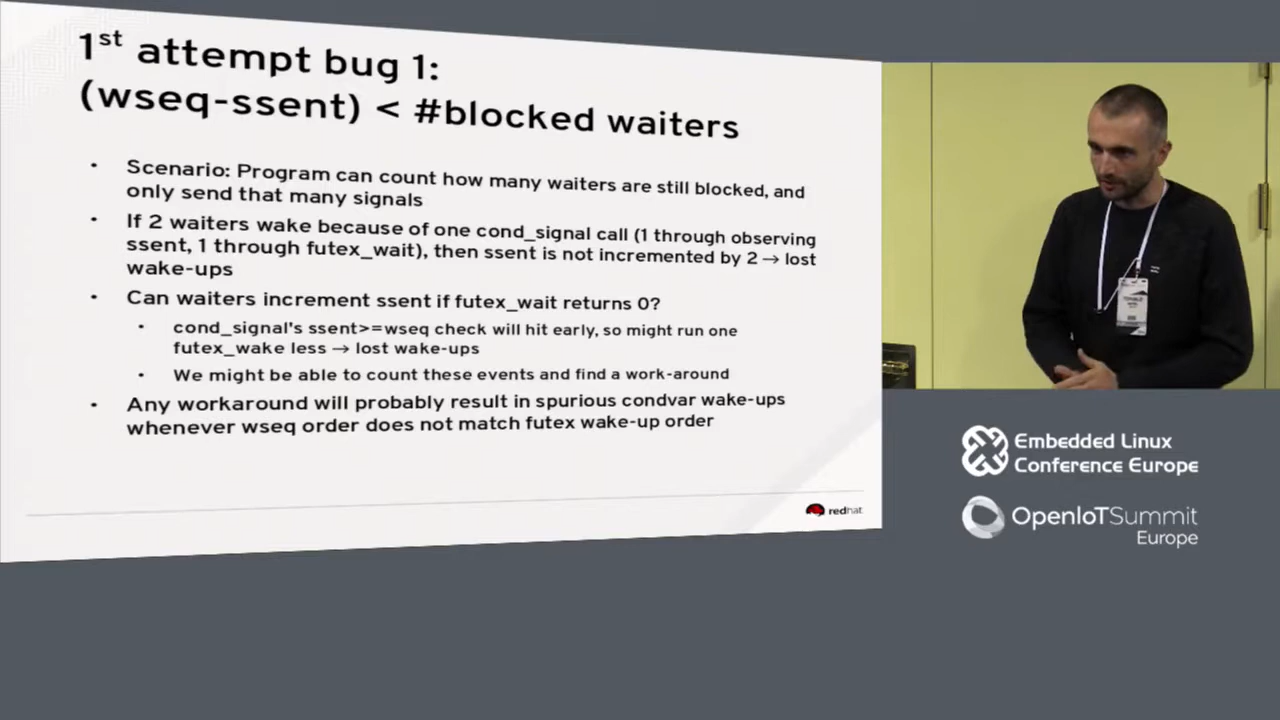 1st attempt bug 1:
(wseq-ssent) < #blocked waiters
• Scenario: Program can count how many waiters are still blocked, and
only send that many signals
• If 2 waiters wake because of one cond_signal call (1 through observing
ssent, 1 through futex_wait), then ssent is not incremented by 2 → lost
wake-ups
• Can waiters increment ssent if futex_wait returns 0?
• cond_signal's ssent>=wseq check will hit early, so might run one
futex_wake less → lost wake-ups
• We might be able to count these events and find a work-around
• Any workaround will probably result in spurious condvar wake-ups
whenever wseq order does not match futex wake-up order
redhat
Embedded Linux
Conference Europe
OpenIoTSummit
Europe